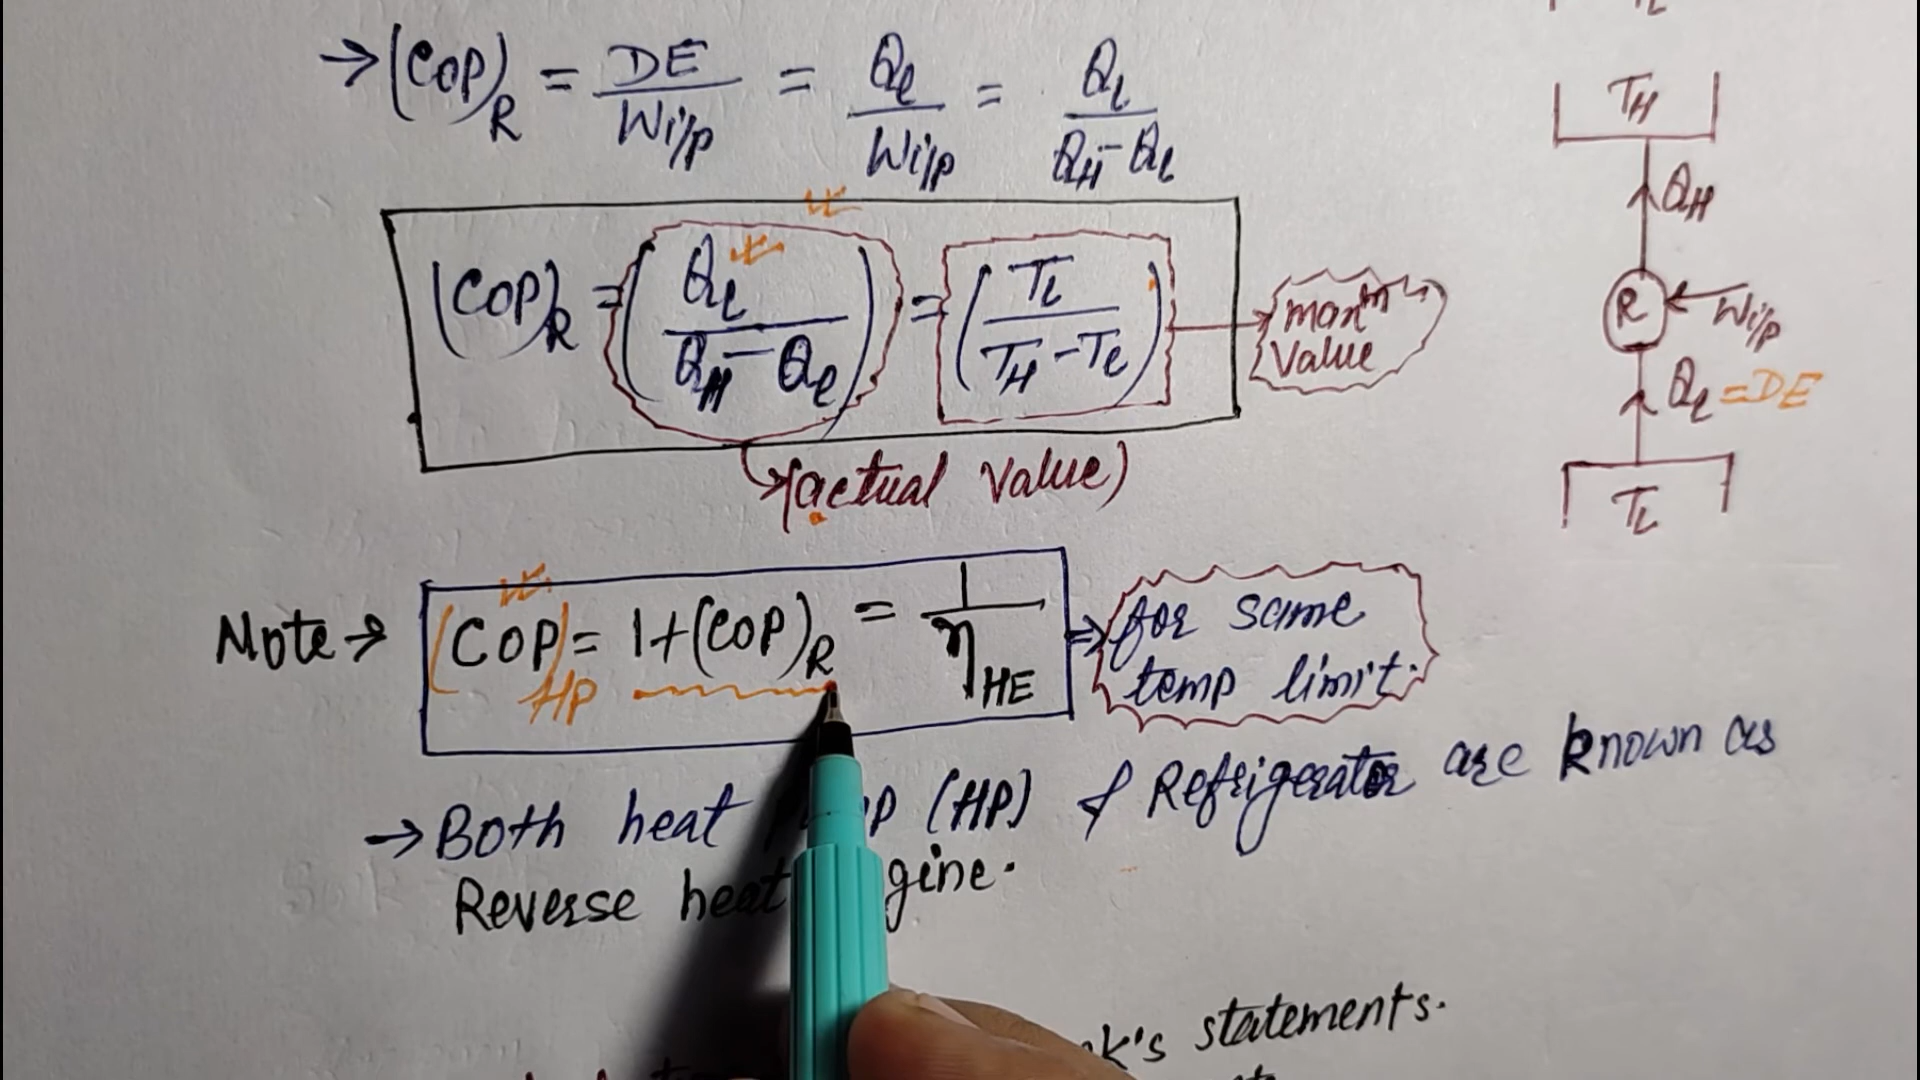 → (COP)R = DE / Wi/p = Ql / Wi/p = QL / QH - Ql
(COP)R = (QL / QH - Ql) = (TL / TH - Tl) → maxm value
(actual value)
Note → (COP)HP = 1+(COP)R = 1 / ηHE ⇒ for same temp limit.
→ Both heat (HP) & Refrigerator are known as
Reverse heat
statements.
TL
TH
QH
R ← Wi/p
Ql = DE
TL